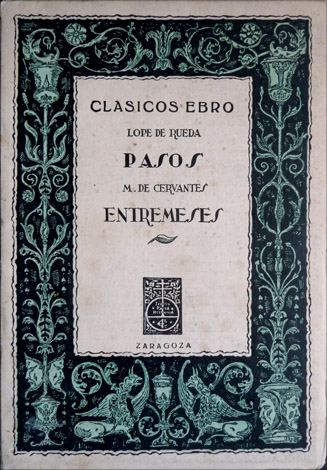 CLASICOS EBRO
LOPE DE RUEDA
PASOS
M. DE CERVANTES
ENTREMESES
ZARAGOZA